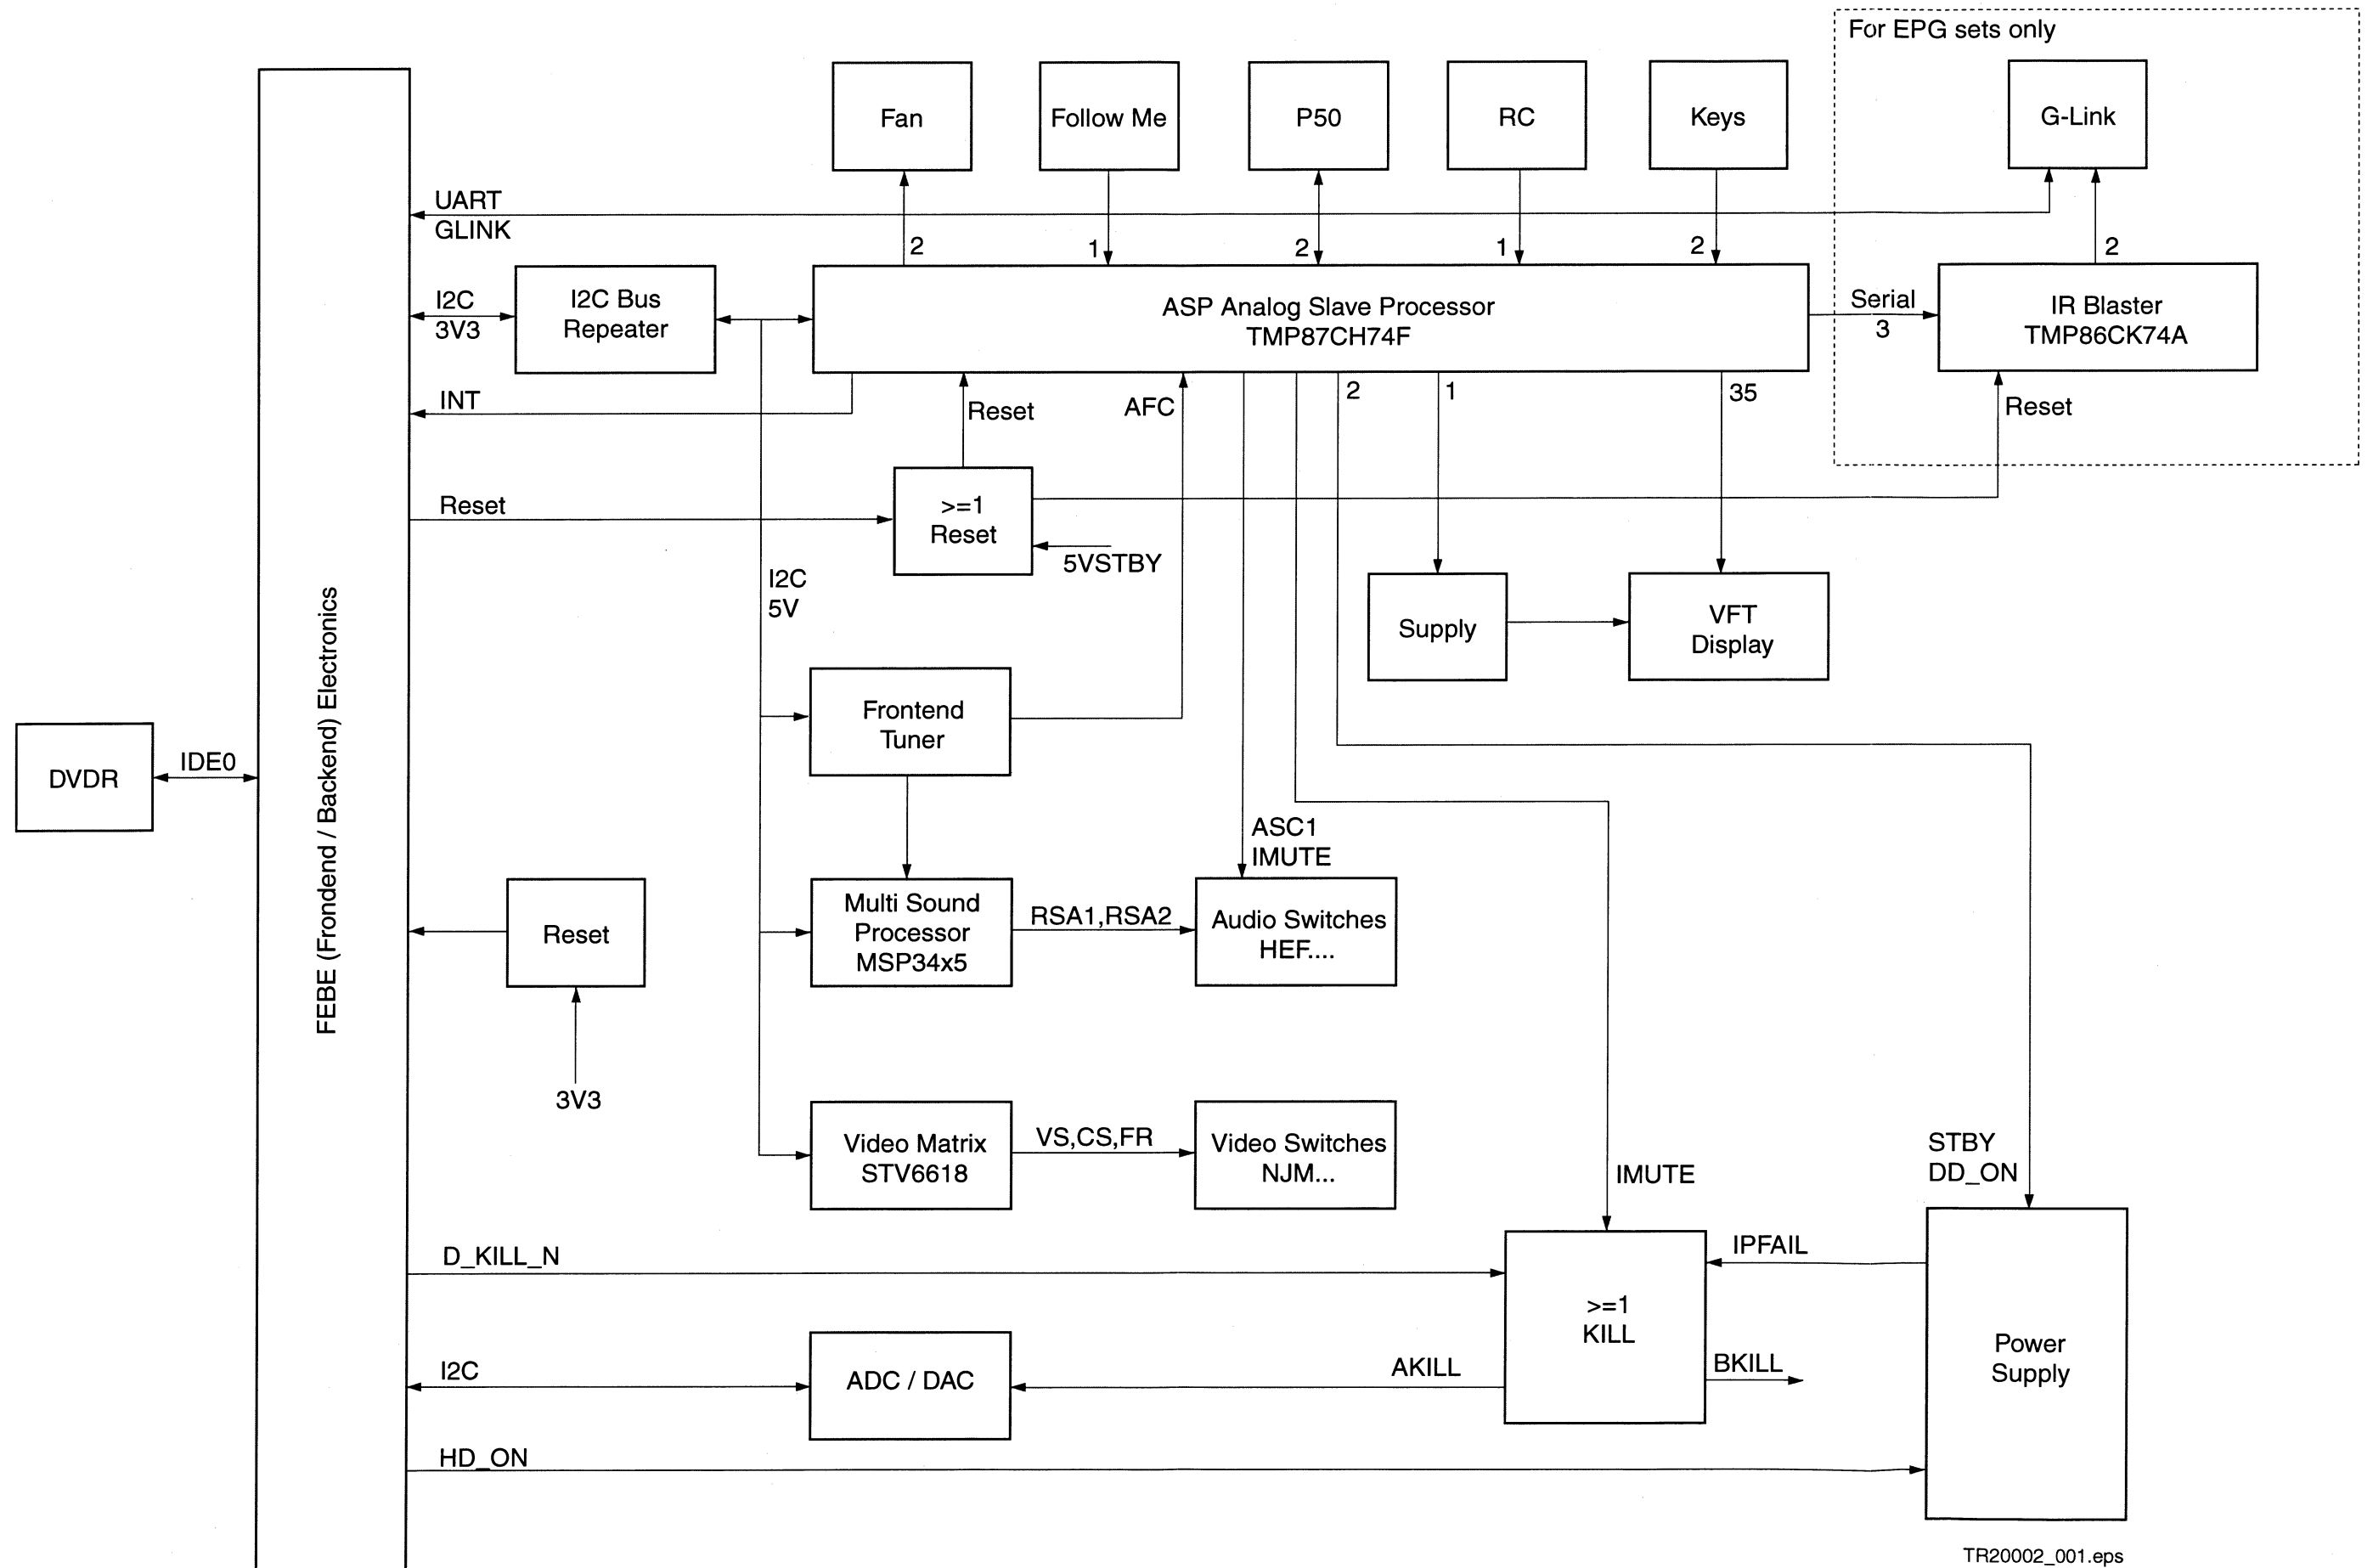 For EPG sets only
Fan
Follow Me
P50
RC
Keys
G-Link
UART
GLINK
2
1
2
1
2
2
I2C
3V3
I2C Bus
Repeater
ASP Analog Slave Processor
TMP87CH74F
Serial
3
IR Blaster
TMP86CK74A
INT
Reset
AFC
2
1
35
Reset
Reset
>=1
Reset
5VSTBY
I2C
5V
Supply
VFT
Display
FEBE (Frondend / Backend) Electronics
Frontend
Tuner
DVDR
IDE0
ASC1
IMUTE
Reset
3V3
Multi Sound
Processor
MSP34x5
RSA1,RSA2
Audio Switches
HEF....
Video Matrix
STV6618
VS,CS,FR
Video Switches
NJM...
IMUTE
STBY
DD_ON
D_KILL_N
IPFAIL
>=1
KILL
Power
Supply
I2C
ADC / DAC
AKILL
BKILL
HD_ON
TR20002_001.eps